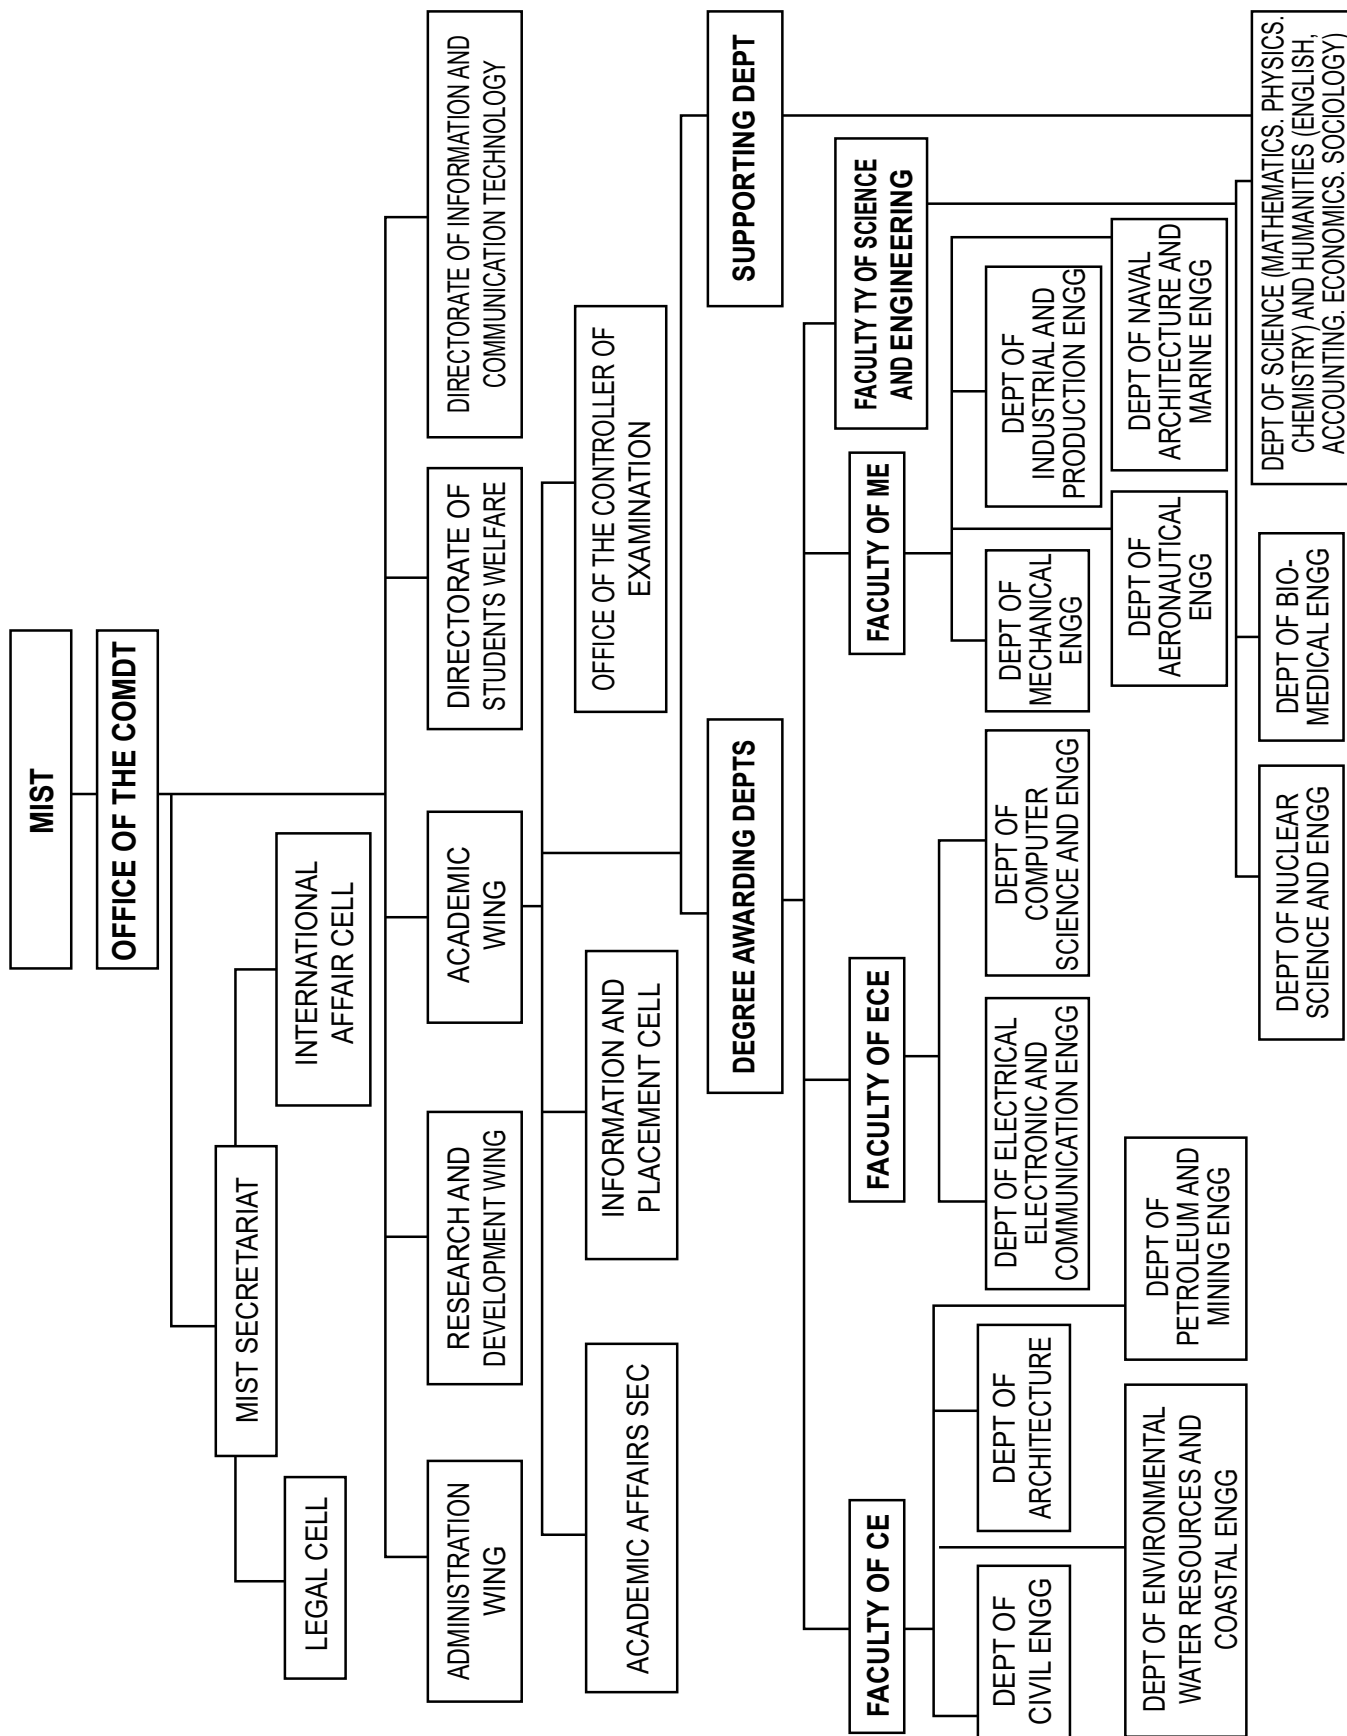 MIST
OFFICE OF THE COMDT
MIST SECRETARIAT
LEGAL CELL
INTERNATIONAL
AFFAIR CELL
ADMINISTRATION
WING
RESEARCH AND
DEVELOPMENT WING
ACADEMIC
WING
DIRECTORATE OF
STUDENTS WELFARE
DIRECTORATE OF INFORMATION AND
COMMUNICATION TECHNOLOGY
ACADEMIC AFFAIRS SEC
INFORMATION AND
PLACEMENT CELL
OFFICE OF THE CONTROLLER OF
EXAMINATION
DEGREE AWARDING DEPTS
SUPPORTING DEPT
FACULTY OF CE
FACULTY OF ECE
FACULTY OF ME
FACULTY TY OF SCIENCE
AND ENGINEERING
DEPT OF
CIVIL ENGG
DEPT OF
ARCHITECTURE
DEPT OF ELECTRICAL
ELECTRONIC AND
COMMUNICATION ENGG
DEPT OF
COMPUTER
SCIENCE AND ENGG
DEPT OF
MECHANICAL
ENGG
DEPT OF
INDUSTRIAL AND
PRODUCTION ENGG
DEPT OF ENVIRONMENTAL
WATER RESOURCES AND
COASTAL ENGG
DEPT OF
PETROLEUM AND
MINING ENGG
DEPT OF
AERONAUTICAL
ENGG
DEPT OF NAVAL
ARCHITECTURE AND
MARINE ENGG
DEPT OF NUCLEAR
SCIENCE AND ENGG
DEPT OF BIO-
MEDICAL ENGG
DEPT OF SCIENCE (MATHEMATICS. PHYSICS.
CHEMISTRY) AND HUMANITIES (ENGLISH,
ACCOUNTING. ECONOMICS. SOCIOLOGY)